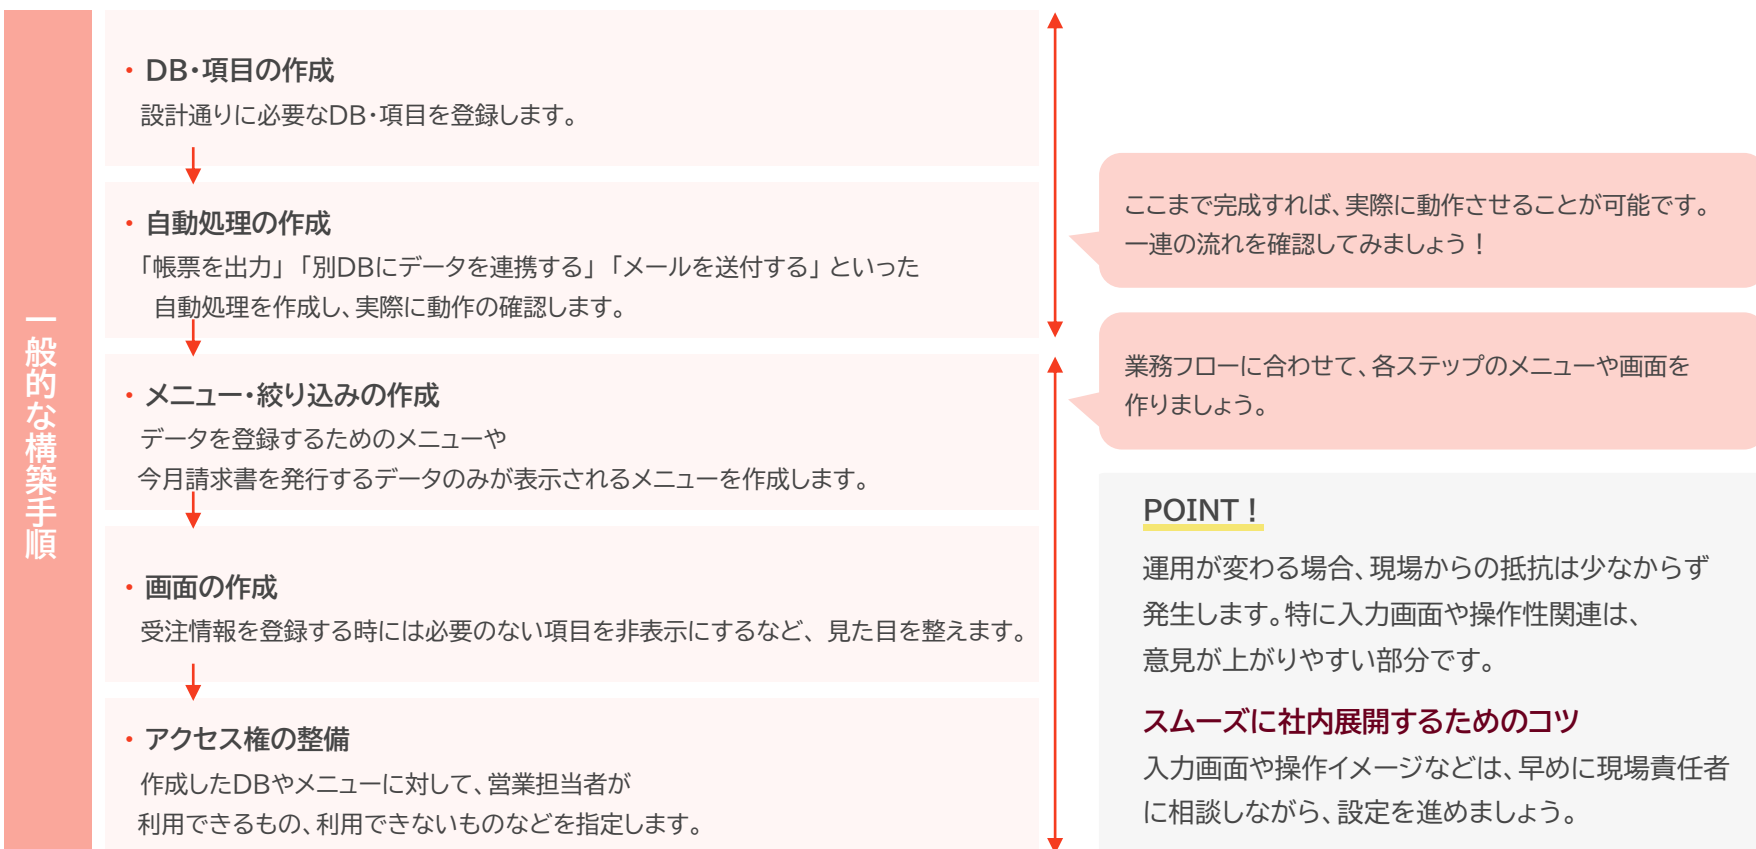 一般的な構築手順
・DB・項目の作成
設計通りに必要なDB・項目を登録します。
・自動処理の作成
「帳票を出力」「別DBにデータを連携する」「メールを送付する」といった
自動処理を作成し、実際に動作の確認します。
・メニュー・絞り込みの作成
データを登録するためのメニューや
今月請求書を発行するデータのみが表示されるメニューを作成します。
・画面の作成
受注情報を登録する時には必要のない項目を非表示にするなど、見た目を整えます。
・アクセス権の整備
作成したDBやメニューに対して、営業担当者が
利用できるもの、利用できないものなどを指定します。
ここまで完成すれば、実際に動作させることが可能です。
一連の流れを確認してみましょう！
業務フローに合わせて、各ステップのメニューや画面を
作りましょう。
POINT！
運用が変わる場合、現場からの抵抗は少なからず
発生します。特に入力画面や操作性関連は、
意見が上がりやすい部分です。
スムーズに社内展開するためのコツ
入力画面や操作イメージなどは、早めに現場責任者
に相談しながら、設定を進めましょう。